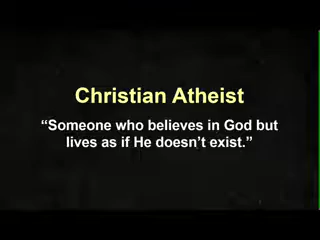 Christian Atheist
“Someone who believes in God but
lives as if He doesn’t exist.”